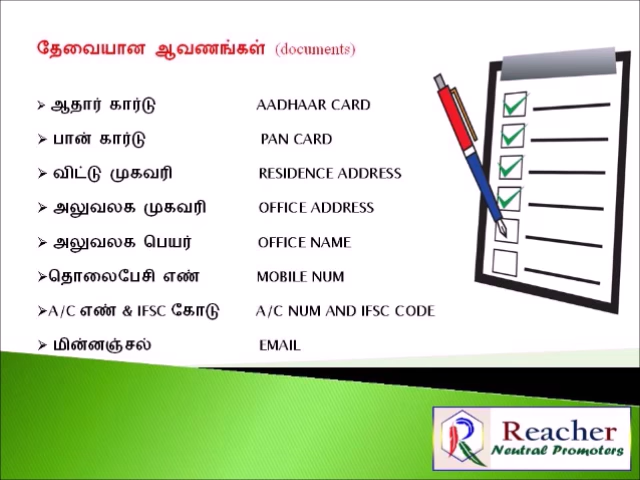 தேவையான ஆவணங்கள் (documents)
➢ ஆதார் கார்டு AADHAAR CARD
➢ பான் கார்டு PAN CARD
➢ விட்டு முகவரி RESIDENCE ADDRESS
➢ அலுவலக முகவரி OFFICE ADDRESS
➢ அலுவலக பெயர் OFFICE NAME
➢தொலைபேசி எண் MOBILE NUM
➢A/C எண் & IFSC கோடு A/C NUM AND IFSC CODE
➢ மின்னஞ்சல் EMAIL
Reacher
Neutral Promoters